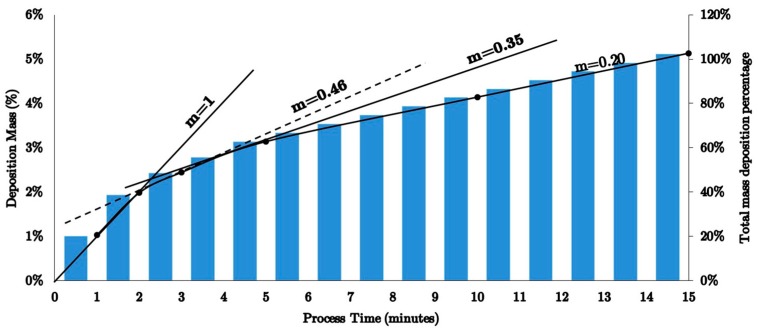 6%
5%
4%
3%
2%
1%
0%
Deposition Mass (%)
m=1
m=0.46
m=0.35
m=0.20
120%
100%
80%
60%
40%
20%
0%
Total mass deposition percentage
0 1 2 3 4 5 6 7 8 9 10 11 12 13 14 15
Process Time (minutes)